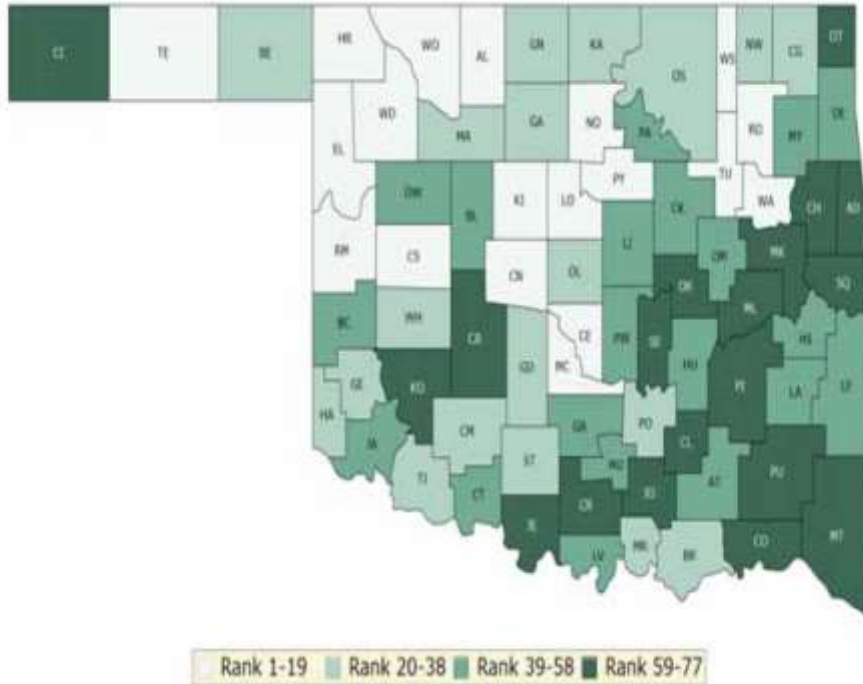 CI TE BE HR WO AL GN KA OS WS NW CG OT
EL WD MA GA NO PA RO MY DE
DW BL KI LO PY CK TU WA CH AD
RM CS CN OL LI OM MK SQ
BC WH CA CE OK ML HS
GE KO GD MC PW SE HU PI LA LF
HA JA CM ST GA PO CL PU
TI CT CR MU AT
JE LV MR BR CO MT
Rank 1-19 Rank 20-38 Rank 39-58 Rank 59-77